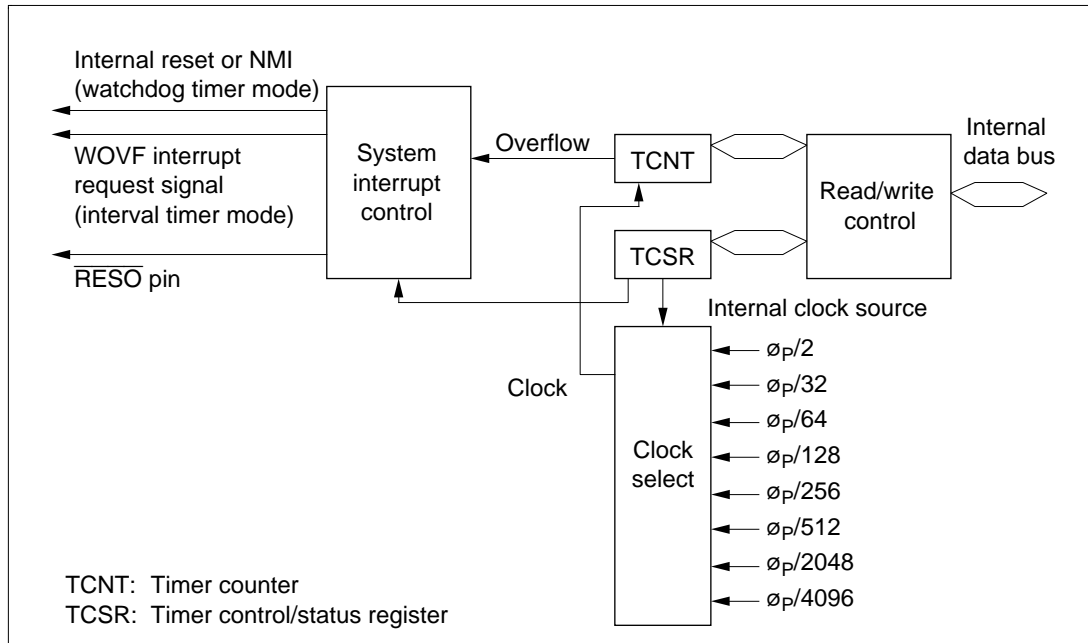 Internal reset or NMI
(watchdog timer mode)
WOVF interrupt
request signal
(interval timer mode)
RESO pin
System
interrupt
control
Overflow
TCNT
TCSR
Read/write
control
Internal
data bus
Internal clock source
Clock
Clock
select
øP/2
øP/32
øP/64
øP/128
øP/256
øP/512
øP/2048
øP/4096
TCNT: Timer counter
TCSR: Timer control/status register